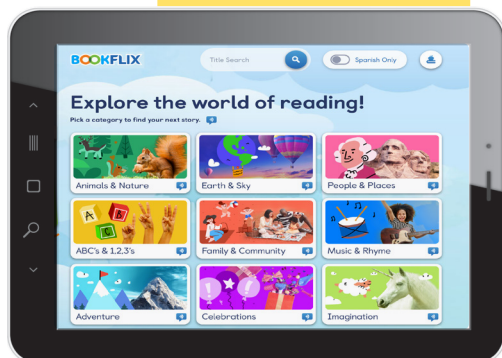 BOOKFLIX
Title Search
Spanish Only
Explore the world of reading!
Pick a category to find your next story.
Animals & Nature
Earth & Sky
People & Places
A B C
ABC's & 1,2,3's
Family & Community
Music & Rhyme
Adventure
Celebrations
Imagination